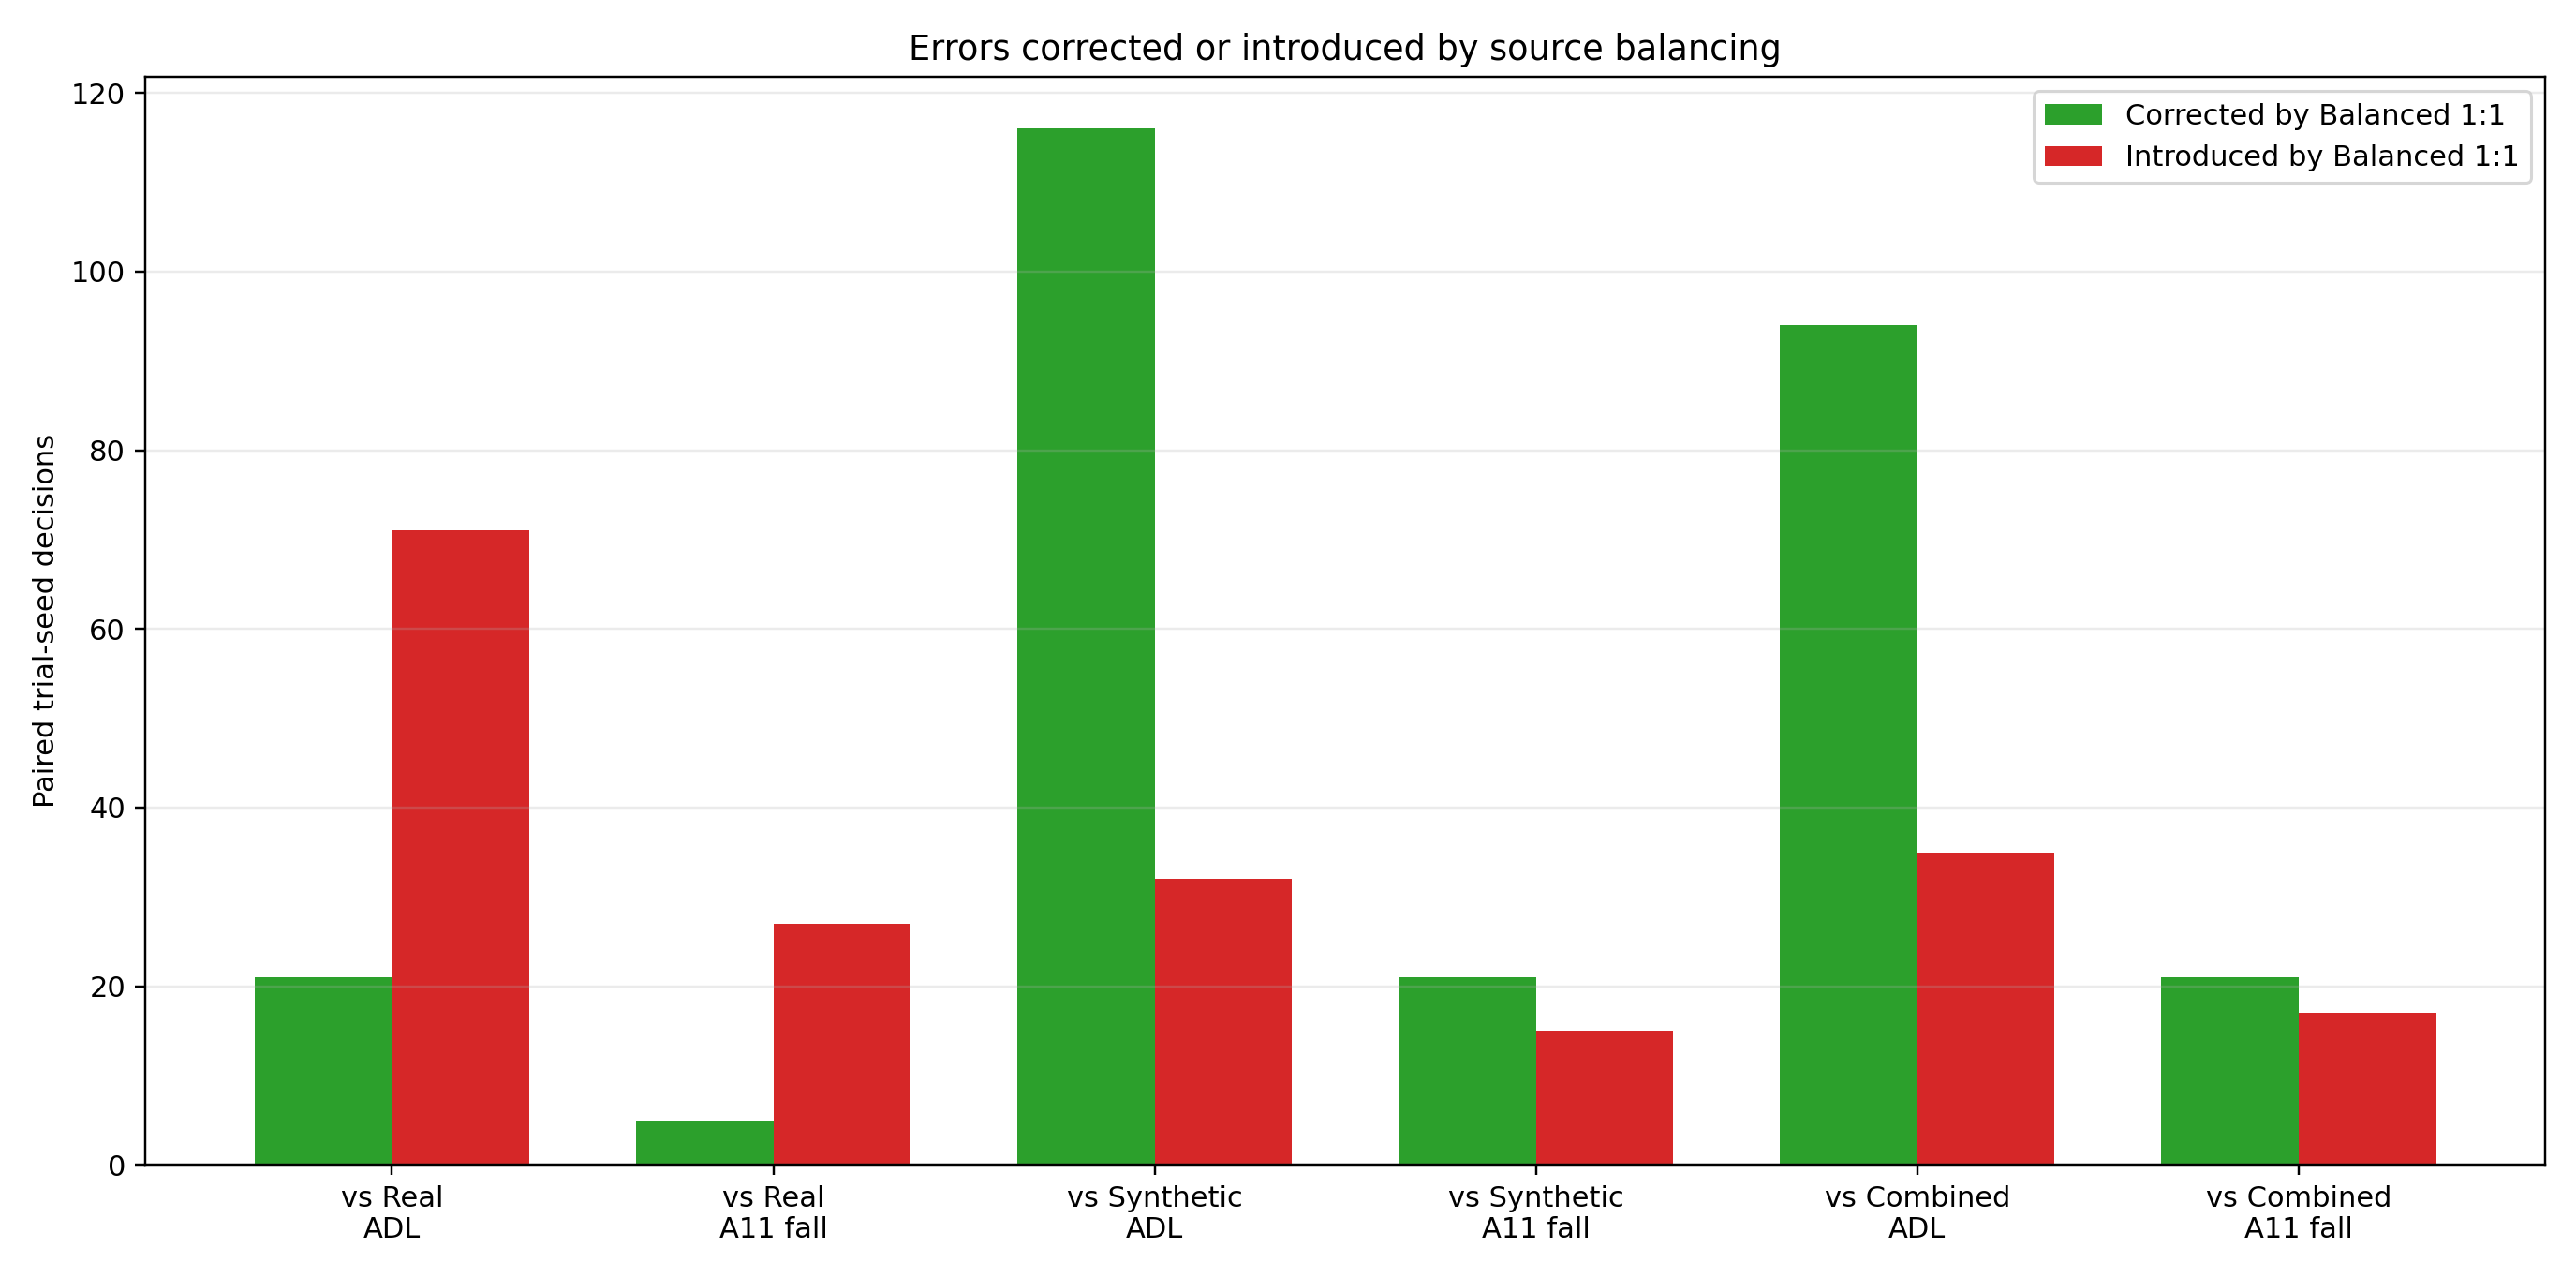 Errors corrected or introduced by source balancing
Corrected by Balanced 1:1
Introduced by Balanced 1:1
Paired trial-seed decisions
120
100
80
60
40
20
0
vs Real
ADL
vs Real
A11 fall
vs Synthetic
ADL
vs Synthetic
A11 fall
vs Combined
ADL
vs Combined
A11 fall